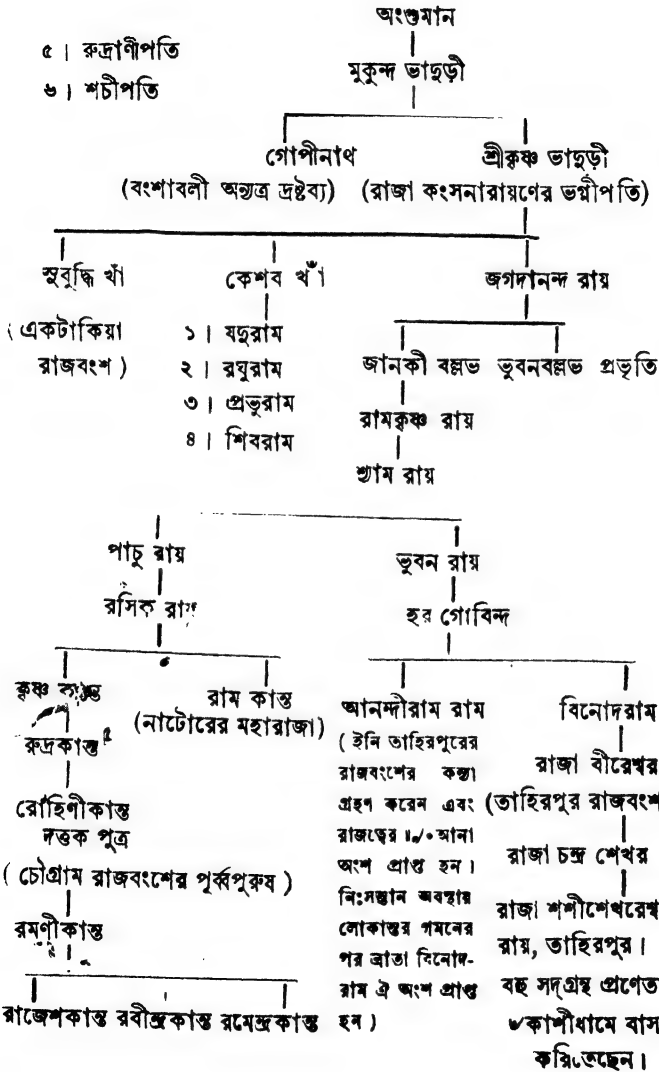 অংশুমান
৫। রুদ্রাণীপতি
মুকুন্দ ভাদুড়ী
৬। শচীপতি
গোপীনাথ শ্রীকৃষ্ণ ভাদুড়ী
(বংশাবলী অন্যত্র দ্রষ্টব্য) (রাজা কংসনারায়ণের ভগ্নীপতি)
সুবুদ্ধি খাঁ কেশব খাঁ জগদানন্দ রায়
(একটাকিয়া
রাজবংশ)
১। যদুরাম
২। রঘুরাম
৩। প্রভুরাম
৪। শিবরাম
জানকী বল্লভ ভুবনবল্লভ প্রভৃতি
রামকৃষ্ণ রায়
শ্যাম রায়
পাচু রায় ভুবন রায়
রসিক রায় হর গোবিন্দ
কৃষ্ণ কান্ত রাম কান্ত
(নাটোরের মহারাজা)
রুদ্রকান্ত
রোহিণীকান্ত
দত্তক পুত্র
(চৌগ্রাম রাজবংশের পূর্ব্বপুরুষ)
রমণীকান্ত
রাজেশকান্ত রবীন্দ্রকান্ত রমেন্দ্রকান্ত
আনন্দীরাম রাম
(ইনি তাহিরপুরের
রাজবংশের কন্যা
গ্রহণ করেন এবং
রাজত্বের ৷৷৵০ আনা
অংশ প্রাপ্ত হন।
নিঃসন্তান অবস্থায়
লোকান্তর গমনের
পর ভ্রাতা বিনোদ-
রাম ঐ অংশ প্রাপ্ত
হন)
বিনোদরাম
রাজা বীরেশ্বর
(তাহিরপুর রাজবংশ
রাজা চন্দ্র শেখর
রাজা শশীশেখরেশ্ব
রায়, তাহিরপুর।
বহু সদ্‌গ্রন্থ প্রণেত
৺কাশীধামে বাস
করিতেছেন।